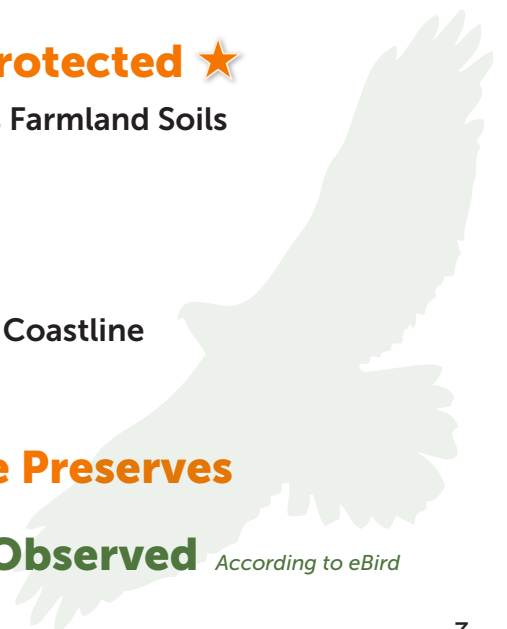 rotected ★
Farmland Soils
Coastline
e Preserves
Observed According to eBird